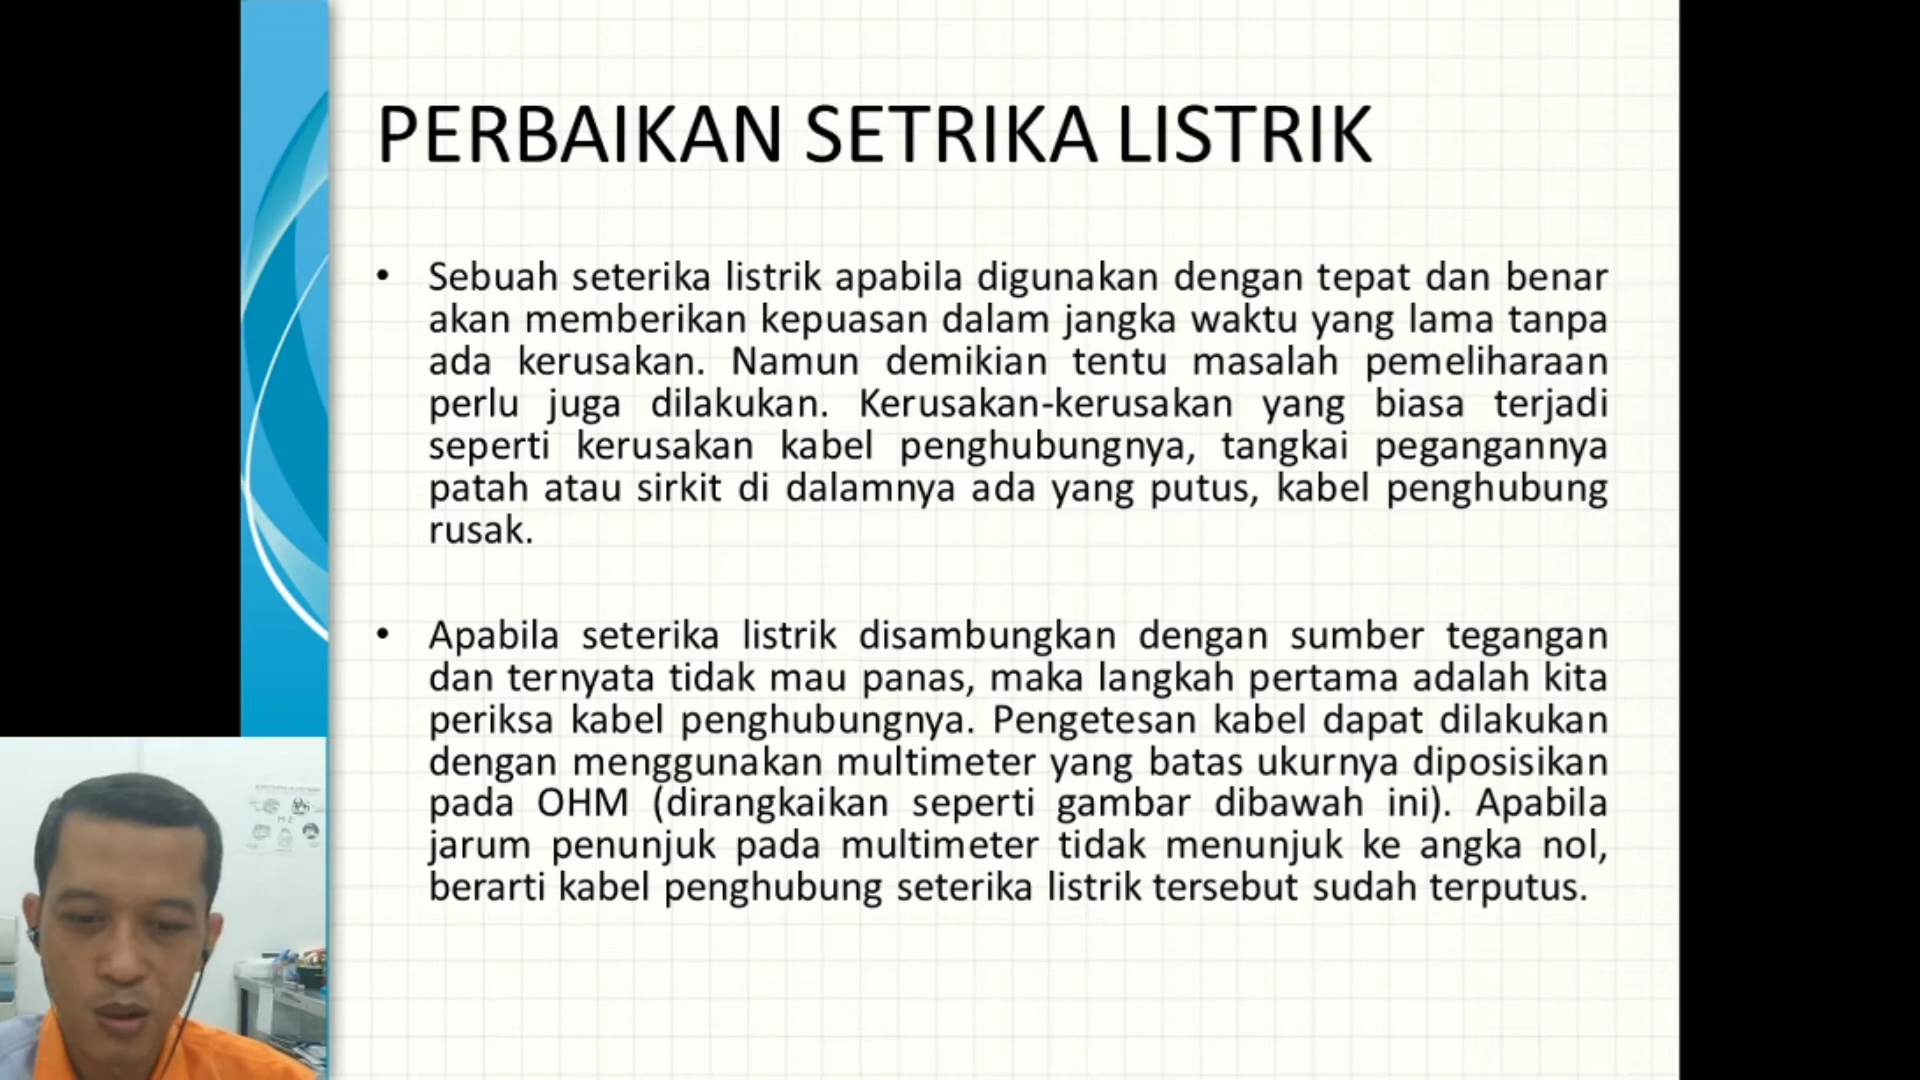 PERBAIKAN SETRIKA LISTRIK
• Sebuah seterika listrik apabila digunakan dengan tepat dan benar
akan memberikan kepuasan dalam jangka waktu yang lama tanpa
ada kerusakan. Namun demikian tentu masalah pemeliharaan
perlu juga dilakukan. Kerusakan-kerusakan yang biasa terjadi
seperti kerusakan kabel penghubungnya, tangkai pegangannya
patah atau sirkit di dalamnya ada yang putus, kabel penghubung
rusak.
• Apabila seterika listrik disambungkan dengan sumber tegangan
dan ternyata tidak mau panas, maka langkah pertama adalah kita
periksa kabel penghubungnya. Pengetesan kabel dapat dilakukan
dengan menggunakan multimeter yang batas ukurnya diposisikan
pada OHM (dirangkaikan seperti gambar dibawah ini). Apabila
jarum penunjuk pada multimeter tidak menunjuk ke angka nol,
berarti kabel penghubung seterika listrik tersebut sudah terputus.